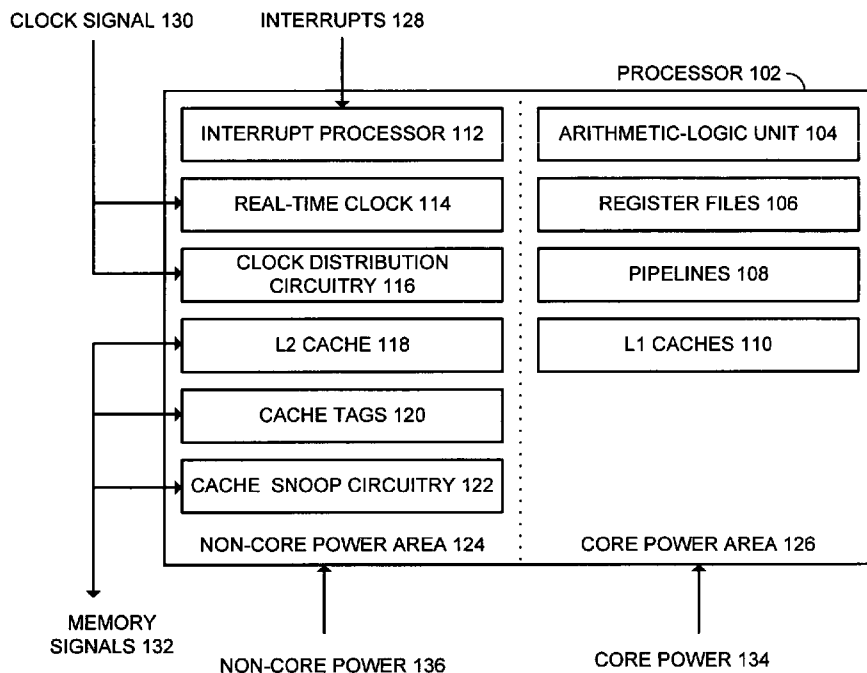 CLOCK SIGNAL 130
INTERRUPTS 128
PROCESSOR 102
INTERRUPT PROCESSOR 112
REAL-TIME CLOCK 114
CLOCK DISTRIBUTION
CIRCUITRY 116
L2 CACHE 118
CACHE TAGS 120
CACHE SNOOP CIRCUITRY 122
NON-CORE POWER AREA 124
ARITHMETIC-LOGIC UNIT 104
REGISTER FILES 106
PIPELINES 108
L1 CACHES 110
CORE POWER AREA 126
MEMORY
SIGNALS 132
NON-CORE POWER 136
CORE POWER 134